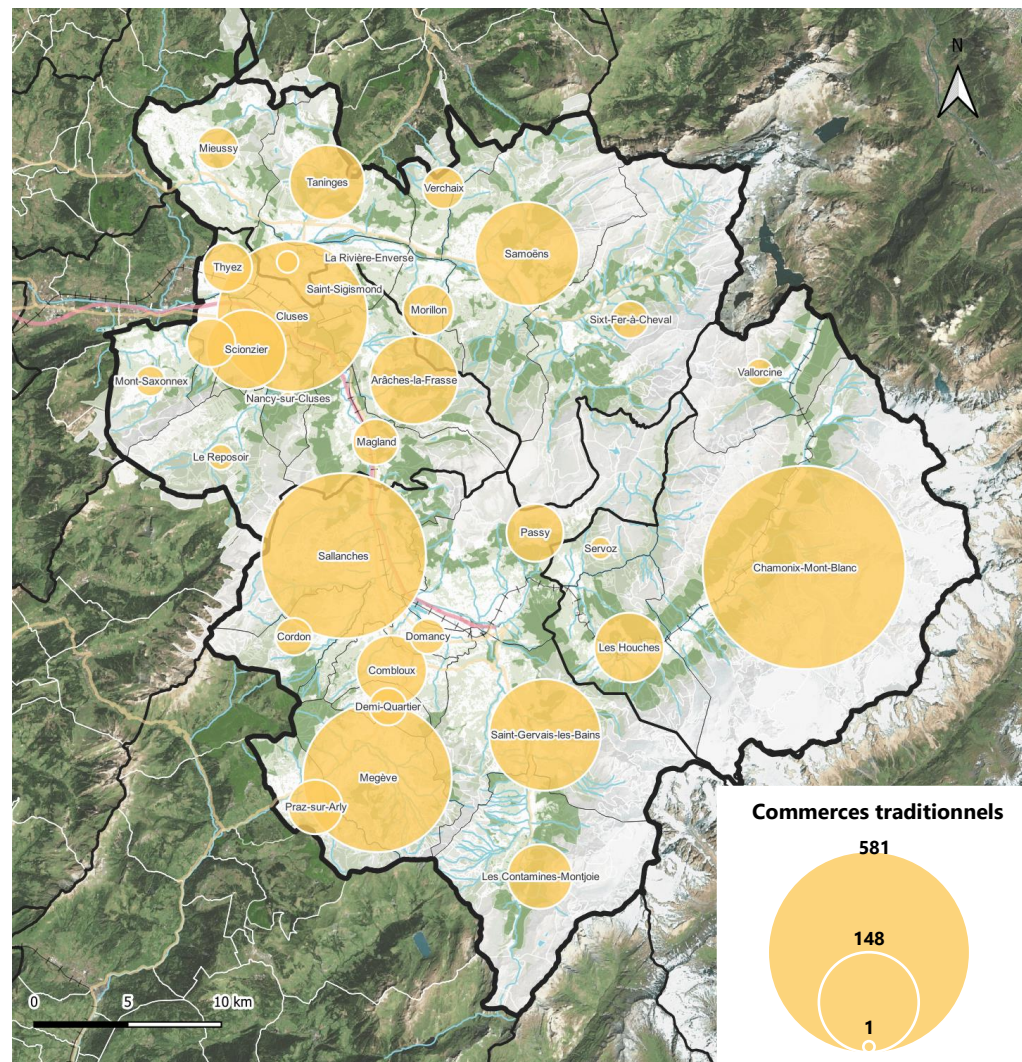 N
Mieussy
Taninges
Verchaix
Samoëns
La Rivière-Enverse
Thyez
Saint-Sigismond
Morillon
Cluses
Sixt-Fer-à-Cheval
Scionzier
Vallorcine
Arâches-la-Frasse
Mont-Saxonnex
Nancy-sur-Cluses
Magland
Le Reposoir
Passy
Servoz
Sallanches
Chamonix-Mont-Blanc
Cordon
Domancy
Les Houches
Combloux
Demi-Quartier
Saint-Gervais-les-Bains
Megève
Praz-sur-Arly
Les Contamines-Montjoie
Commerces traditionnels
581
148
1
0 5 10 km